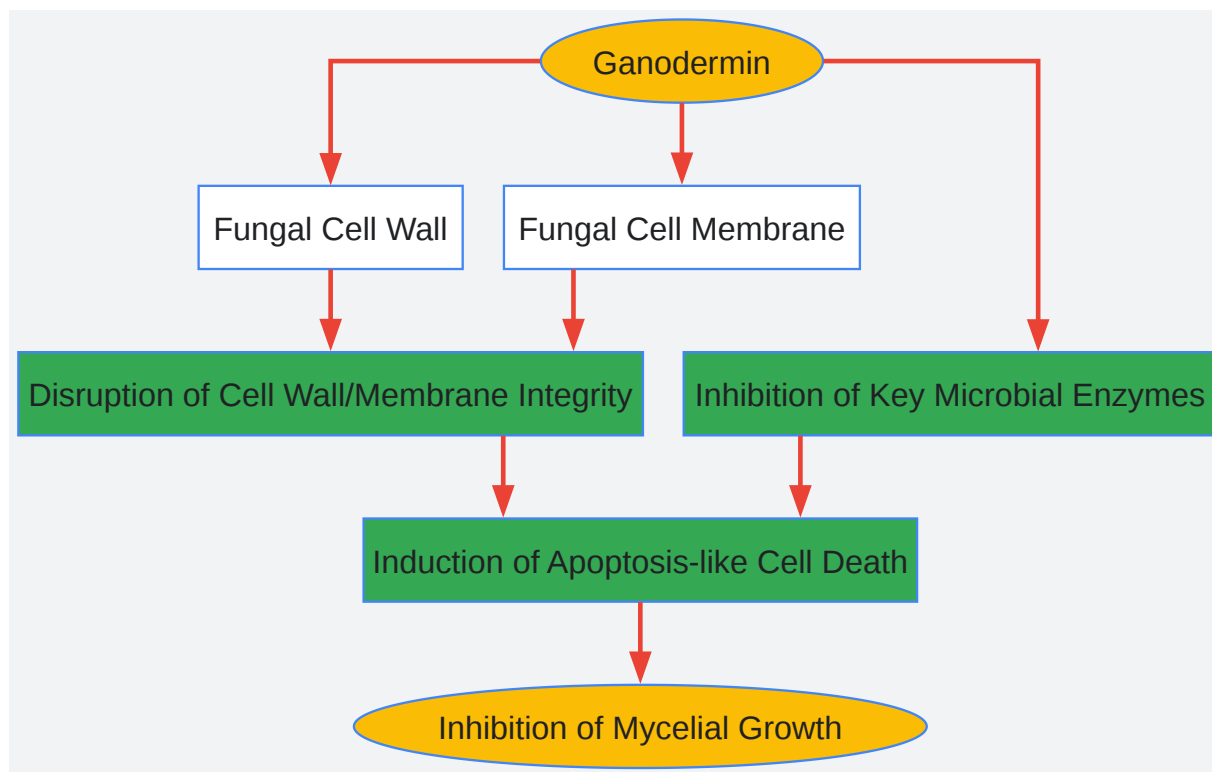 Ganodermin
Fungal Cell Wall
Fungal Cell Membrane
Disruption of Cell Wall/Membrane Integrity
Inhibition of Key Microbial Enzymes
Induction of Apoptosis-like Cell Death
Inhibition of Mycelial Growth